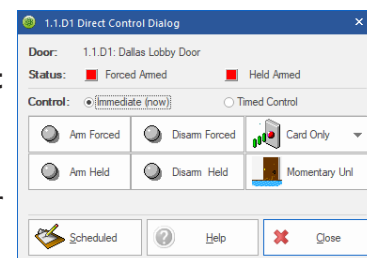 1.1.D1 Direct Control Dialog
Door: 1.1.D1: Dallas Lobby Door
Status: Forced Armed Held Armed
Control: Immediate (now) Timed Control
Arm Forced Disarm Forced Card Only
Arm Held Disarm Held Momentary Unl
Scheduled Help Close